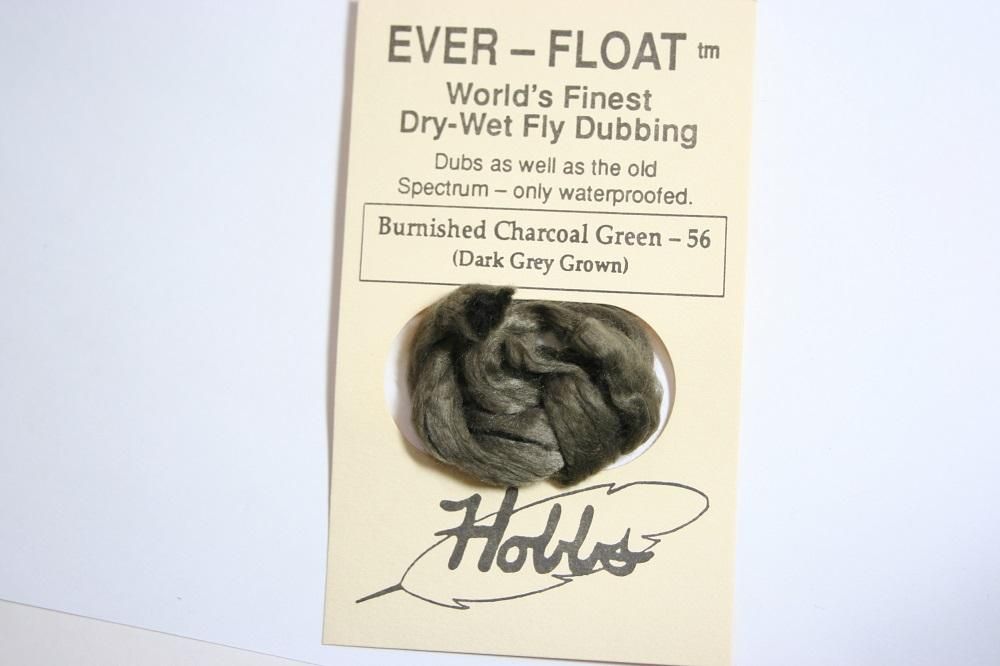 EVER – FLOAT tm
World's Finest
Dry-Wet Fly Dubbing
Dubs as well as the old
Spectrum – only waterproofed.
Burnished Charcoal Green – 56
(Dark Grey Grown)
Hobbs